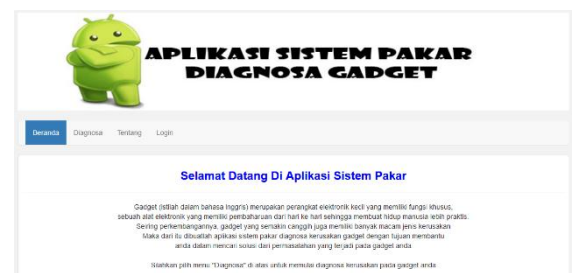 APLIKASI SISTEM PAKAR
DIAGNOSA GADGET
Beranda Diagnosa Tentang Login
Selamat Datang Di Aplikasi Sistem Pakar
Gadget (istilah dalam bahasa Inggris) merupakan perangkat elektronik kecil yang memiliki fungsi khusus,
sebuah alat elektronik yang memiliki pembaharuan dari hari ke hari sehingga membuat hidup manusia lebih praktis.
Seiring perkembangannya, gadget yang semakin canggih juga memiliki banyak macam jenis kerusakan
Maka dari itu dibuatlah aplikasi sistem pakar diagnosa kerusakan gadget dengan tujuan membantu
anda dalam mencari solusi dari permasalahan yang terjadi pada gadget anda
Silahkan pilih menu "Diagnosa" di atas untuk memulai diagnosa kerusakan pada gadget anda